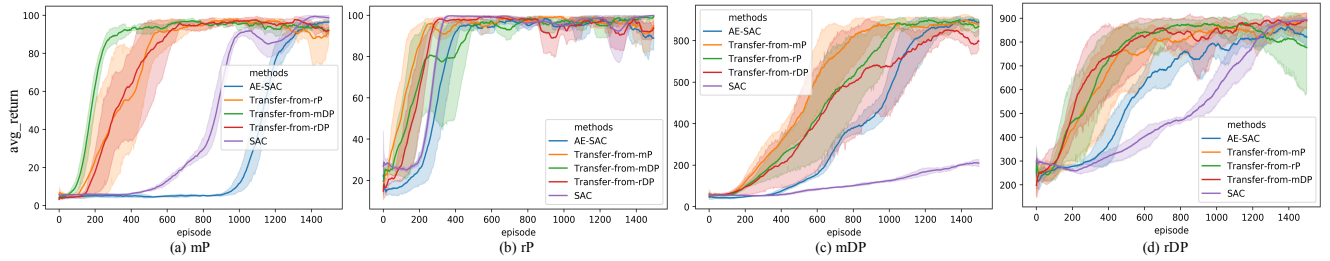 avg_return
100
80
60
40
20
0
methods
AE-SAC
Transfer-from-rP
Transfer-from-mDP
Transfer-from-rDP
SAC
0 200 400 600 800 1000 1200 1400
episode
(a) mP
100
80
60
40
20
0
methods
AE-SAC
Transfer-from-mP
Transfer-from-mDP
Transfer-from-rDP
SAC
0 200 400 600 800 1000 1200 1400
episode
(b) rP
800
600
400
200
0
methods
AE-SAC
Transfer-from-mP
Transfer-from-rP
Transfer-from-rDP
SAC
0 200 400 600 800 1000 1200 1400
episode
(c) mDP
900
800
700
600
500
400
300
200
methods
AE-SAC
Transfer-from-mP
Transfer-from-rP
Transfer-from-mDP
SAC
0 200 400 600 800 1000 1200 1400
episode
(d) rDP